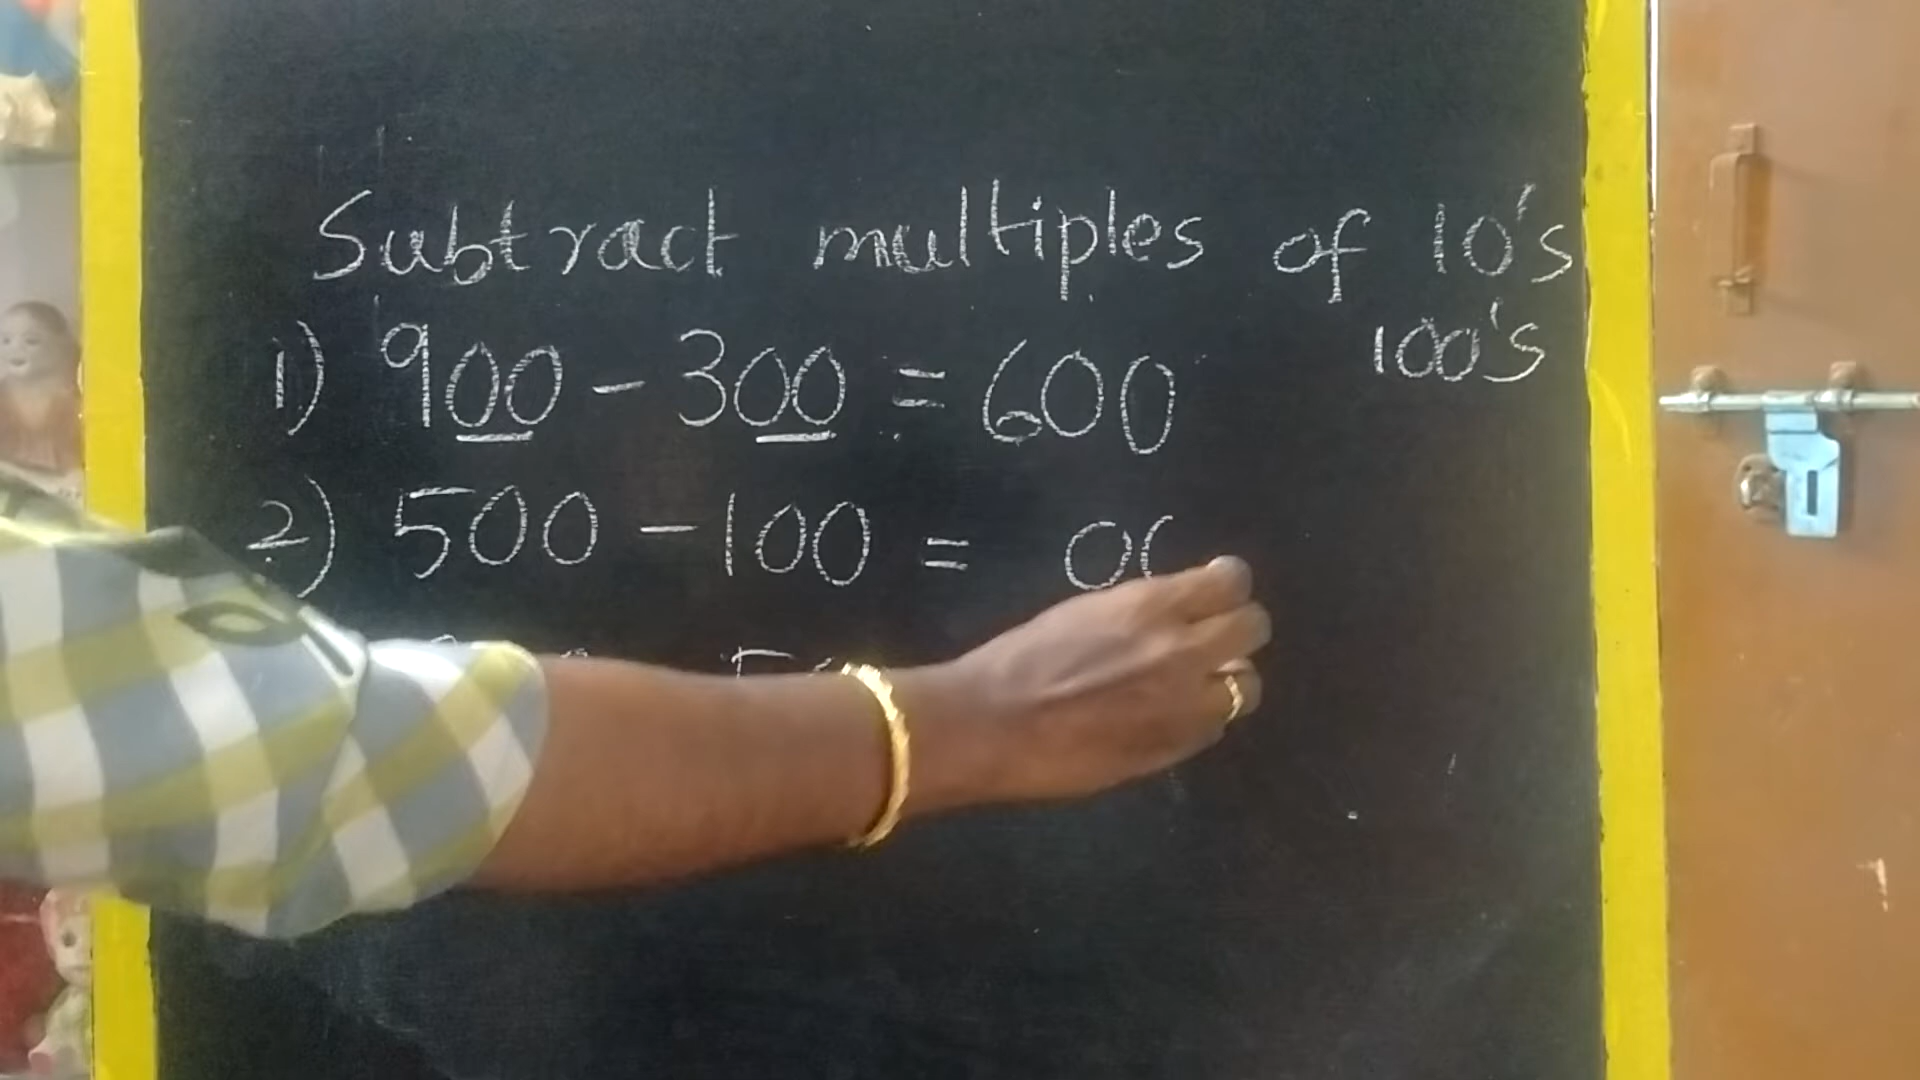 Subtract multiples of 10's
100's
1) 900 - 300 = 600
2) 500 - 100 = 00